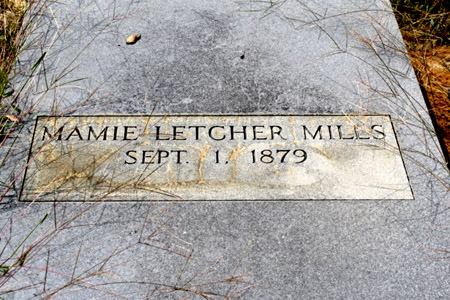 MAMIE LETCHER MILLS
SEPT. 1. 1879